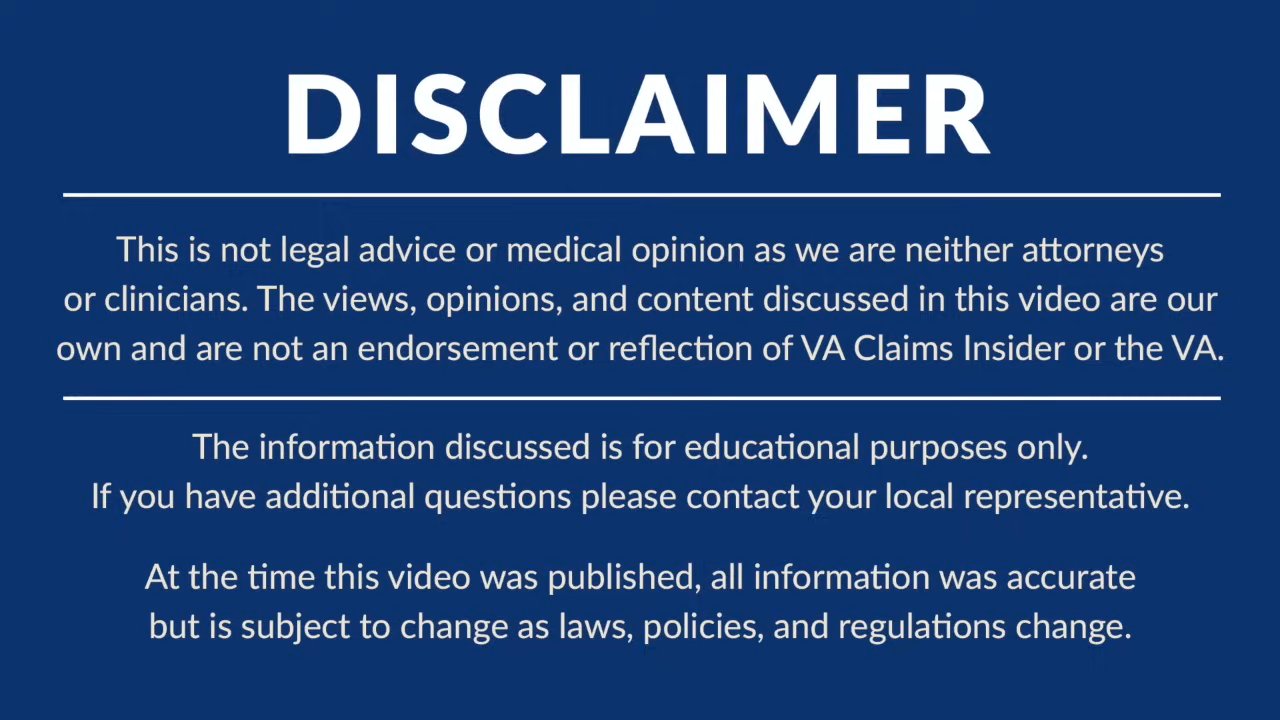 DISCLAIMER
This is not legal advice or medical opinion as we are neither attorneys
or clinicians. The views, opinions, and content discussed in this video are our
own and are not an endorsement or reflection of VA Claims Insider or the VA.
The information discussed is for educational purposes only.
If you have additional questions please contact your local representative.
At the time this video was published, all information was accurate
but is subject to change as laws, policies, and regulations change.